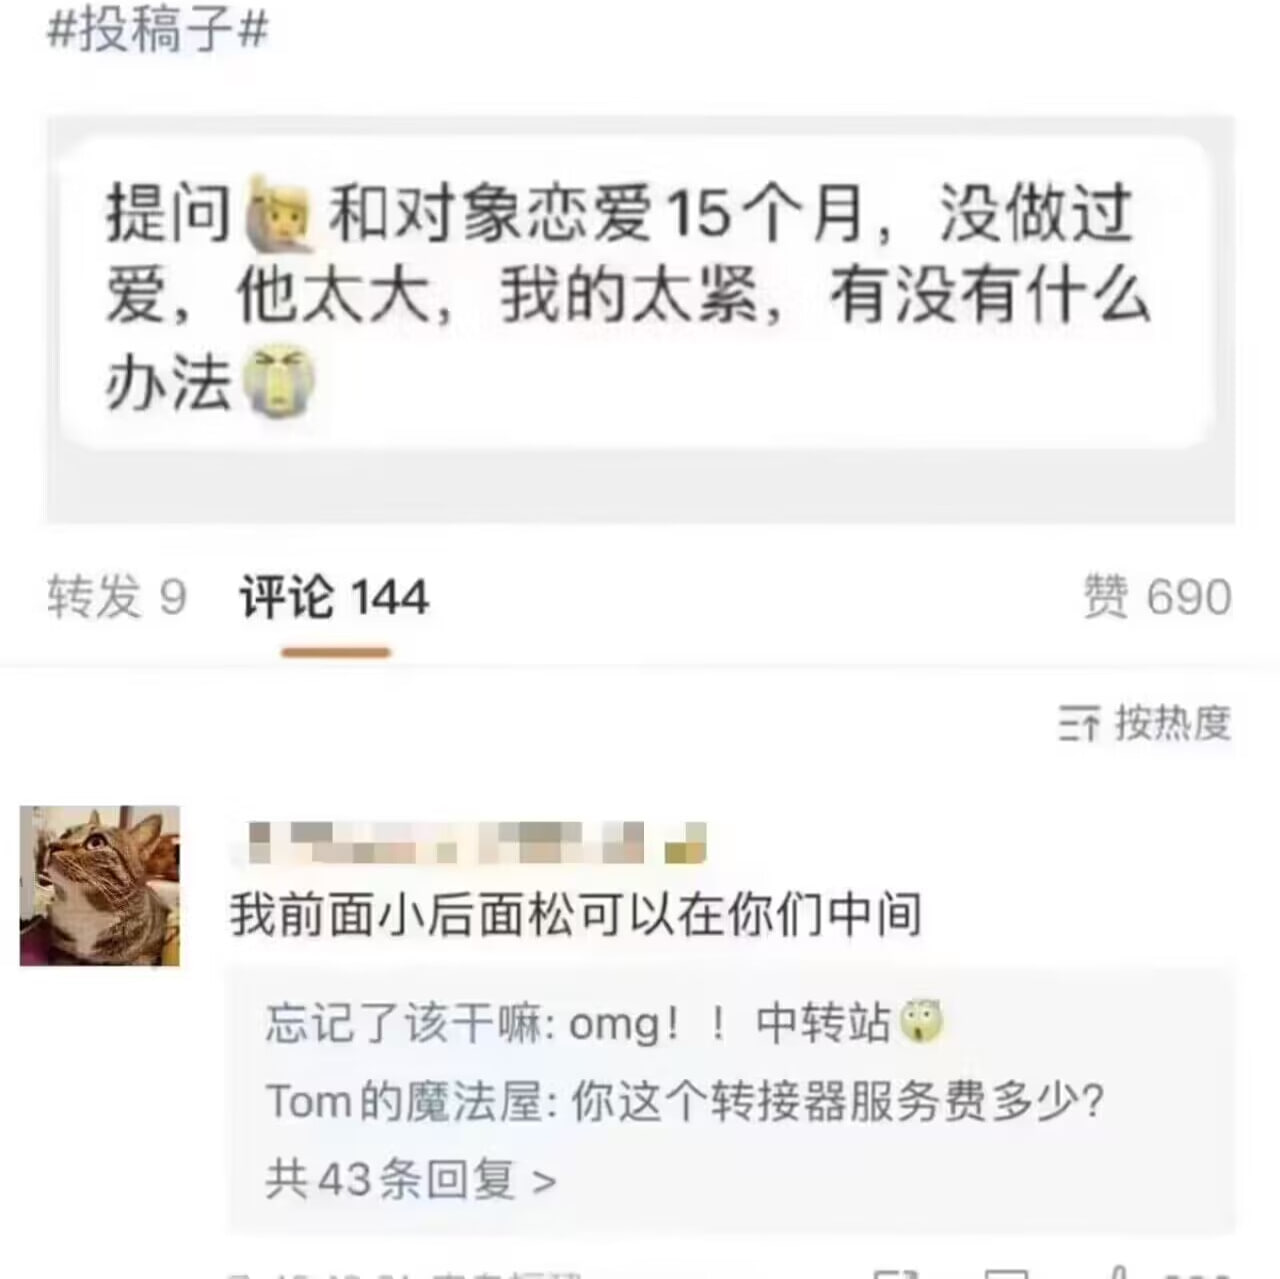 #投稿子#
提问🙋和对象恋爱15个月，没做过
爱，他太大，我的太紧，有没有什么
办法😭
转发 9 评论 144 赞 690
按热度
我前面小后面松可以在你们中间
忘记了该干嘛: omg！！中转站😲
Tom的魔法屋: 你这个转接器服务费多少?
共43条回复 >